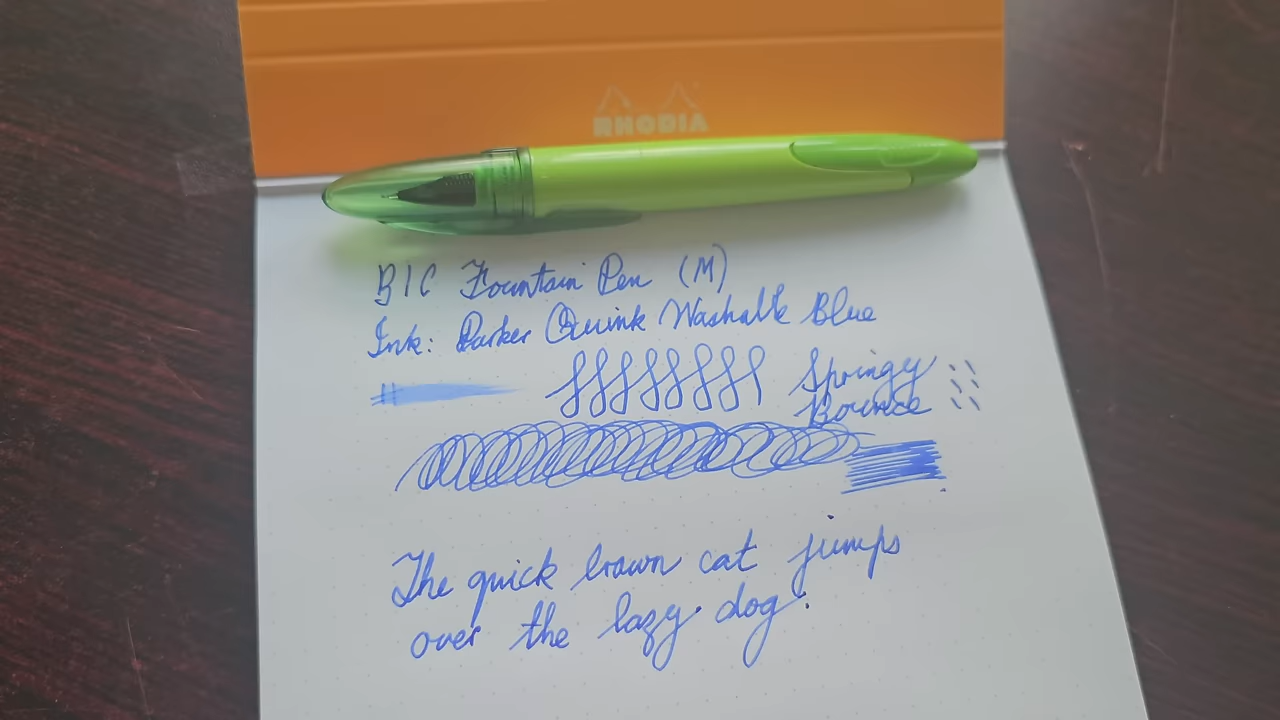 RHODIA
BIC Fountain Pen (M)
Ink: Parker Quink Washable Blue
Springy
Bounce
The quick brown cat jumps
over the lazy dog.